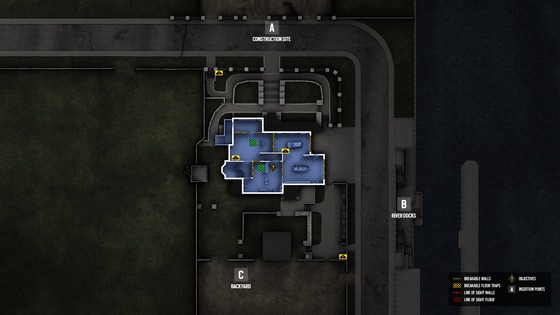 A
CONSTRUCTION SITE
B
RIVER DOCKS
C
BACKYARD
BREAKABLE WALLS
BREAKABLE FLOOR TRAPS
LINE OF SIGHT WALLS
LINE OF SIGHT FLOOR
OBJECTIVES
A
INSERTION POINTS